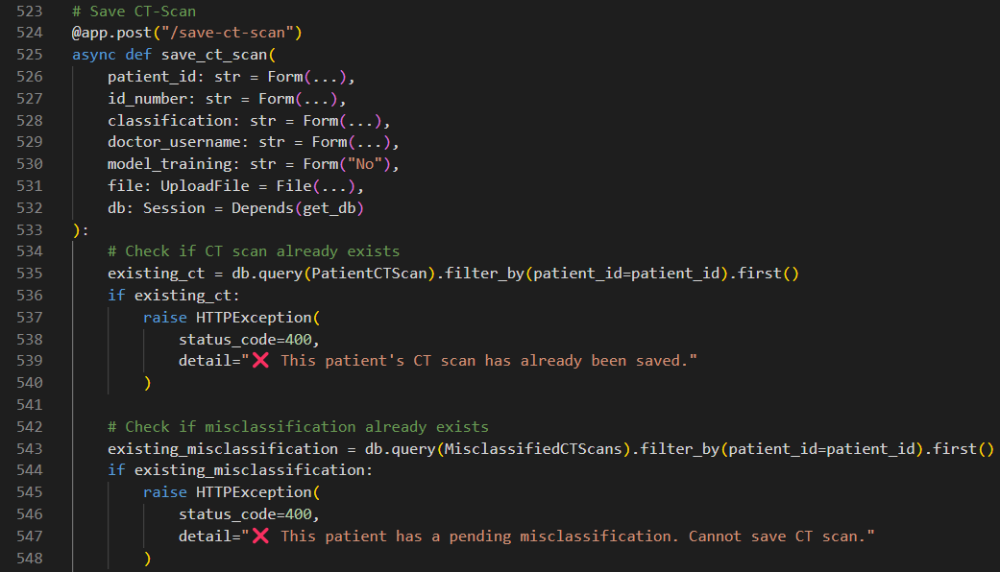 523 # Save CT-Scan
524 @app.post("/save-ct-scan")
525 async def save_ct_scan(
526     patient_id: str = Form(...),
527     id_number: str = Form(...),
528     classification: str = Form(...),
529     doctor_username: str = Form(...),
530     model_training: str = Form("No"),
531     file: UploadFile = File(...),
532     db: Session = Depends(get_db)
533 ):
534     # Check if CT scan already exists
535     existing_ct = db.query(PatientCTScan).filter_by(patient_id=patient_id).first()
536     if existing_ct:
537         raise HTTPException(
538             status_code=400,
539             detail="❌ This patient's CT scan has already been saved."
540         )
541
542     # Check if misclassification already exists
543     existing_misclassification = db.query(MisclassifiedCTScans).filter_by(patient_id=patient_id).first()
544     if existing_misclassification:
545         raise HTTPException(
546             status_code=400,
547             detail="❌ This patient has a pending misclassification. Cannot save CT scan."
548         )